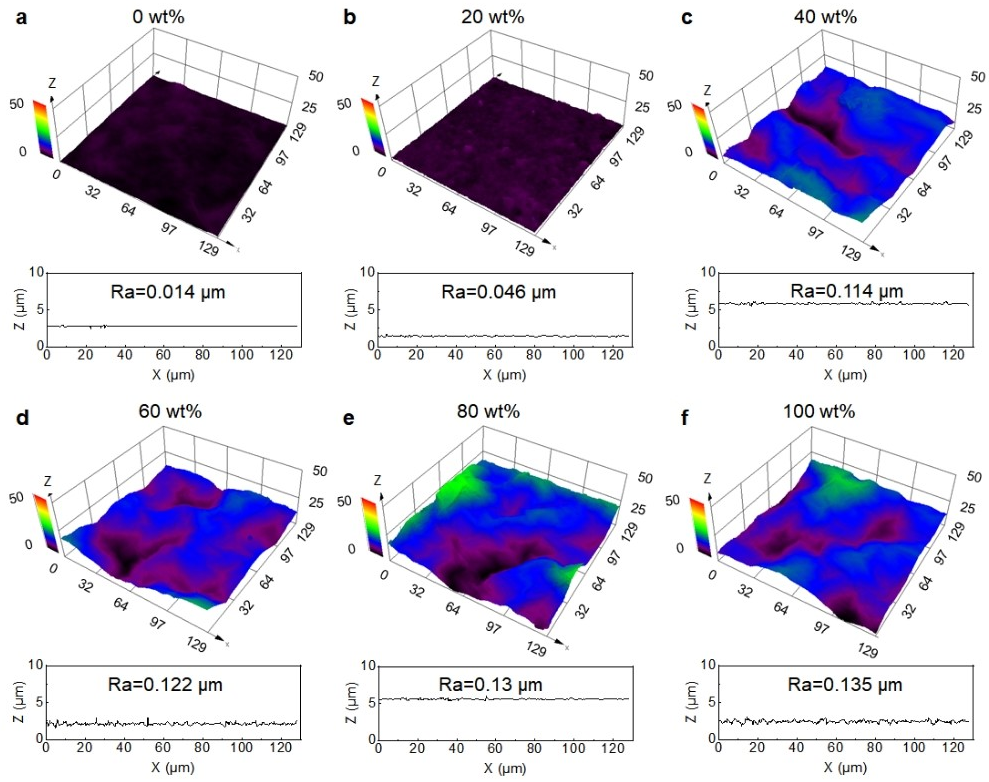 a 0 wt%
Z
50
0
50
25
129
97
64
32
0
32
64
97
129
10
5
0
Z (µm)
Ra=0.014 µm
0 20 40 60 80 100 120
X (µm)
b 20 wt%
Z
50
0
50
25
129
97
64
32
0
32
64
97
129
x
10
5
0
Z (µm)
Ra=0.046 µm
0 20 40 60 80 100 120
X (µm)
c 40 wt%
Z
50
0
50
25
129
97
64
32
0
32
64
97
129
10
5
0
Z (µm)
Ra=0.114 µm
0 20 40 60 80 100 120
X (µm)
d 60 wt%
Z
50
0
50
25
129
97
64
32
0
32
64
97
129
x
10
5
0
Z (µm)
Ra=0.122 µm
0 20 40 60 80 100 120
X (µm)
e 80 wt%
Z
50
0
50
25
129
97
64
32
0
32
64
97
129
10
5
0
Z (µm)
Ra=0.13 µm
0 20 40 60 80 100 120
X (µm)
f 100 wt%
Z
50
0
50
25
129
97
64
32
0
32
64
97
129
10
5
0
Z (µm)
Ra=0.135 µm
0 20 40 60 80 100 120
X (µm)